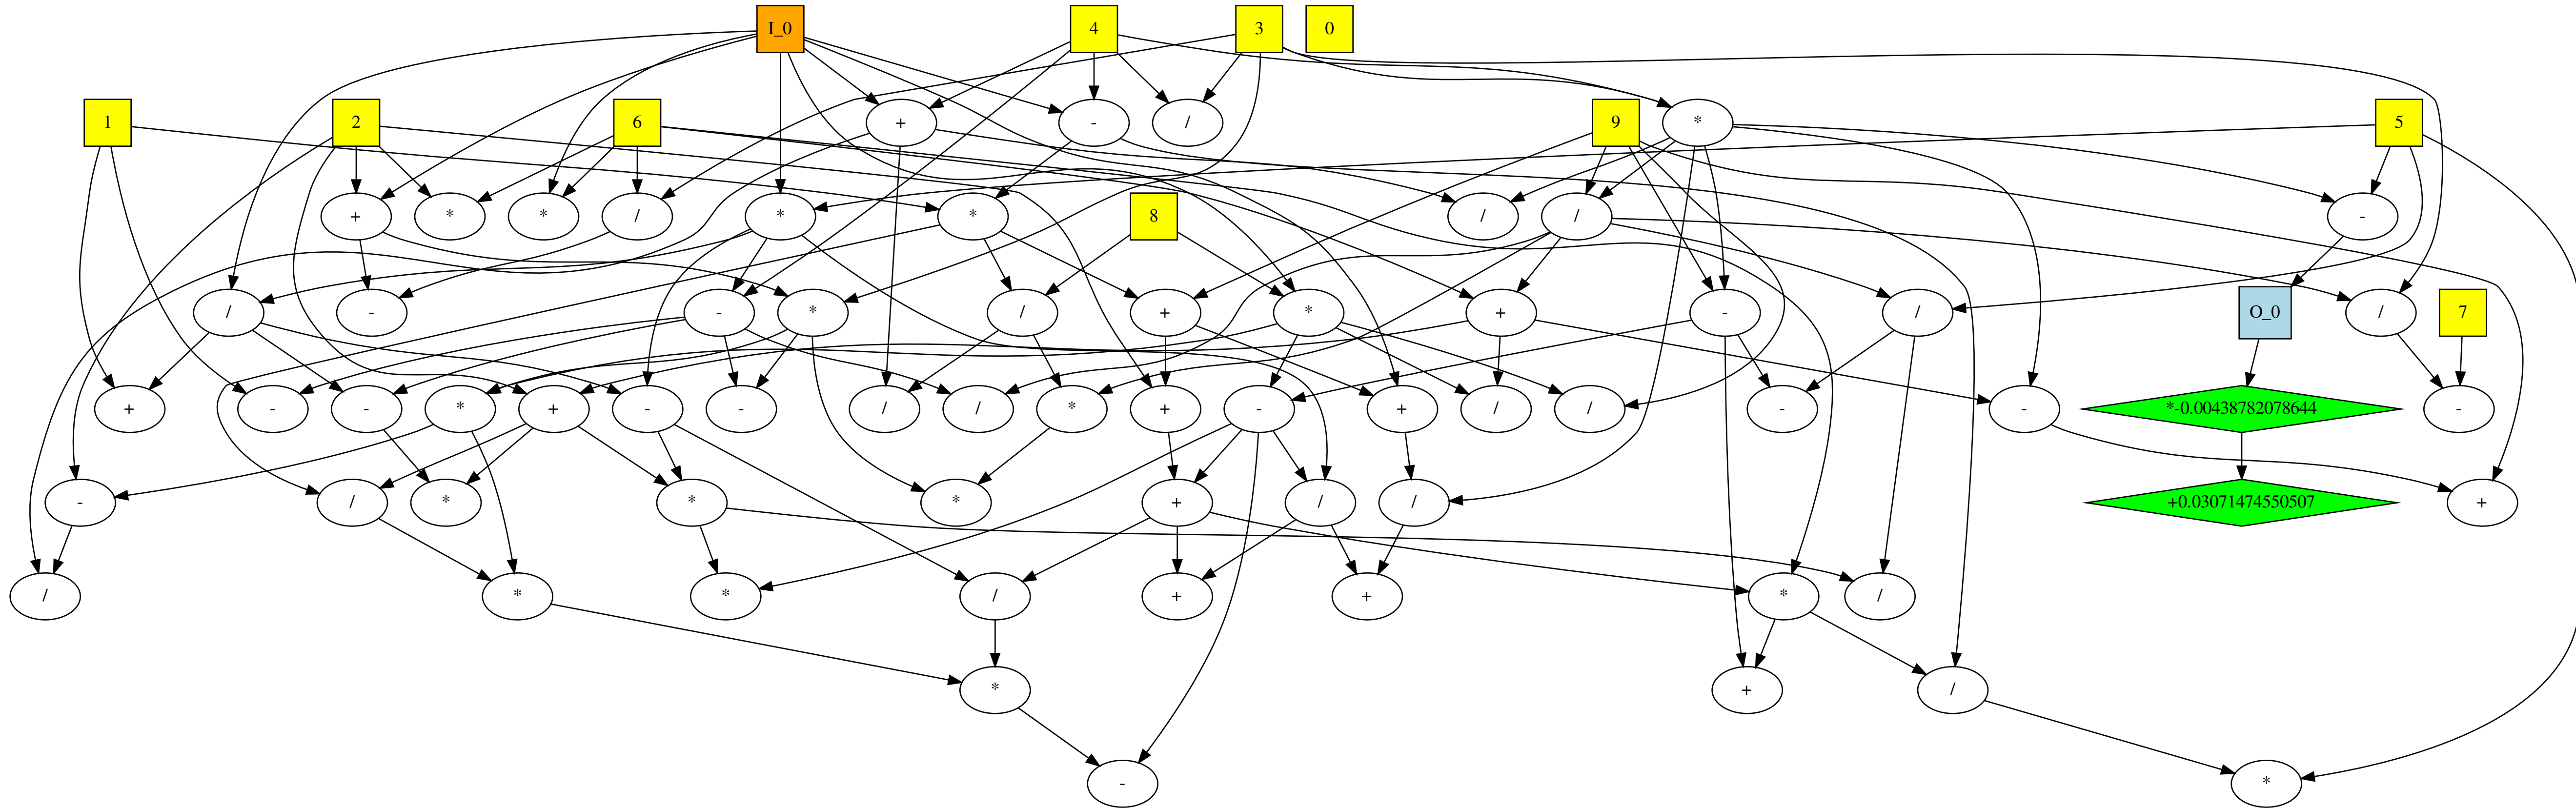 I_0 4 3 0
1 2 6 + - / 9 * 5
+ * * / * * 8 / / -
/ - - * / + * + - / O_0 / 7
+ - - * + - - / / * + - + / / - - *-0.00438782078644 -
- / * * * + / / +0.03071474550507 +
/ * * / + + * /
* + /
- *